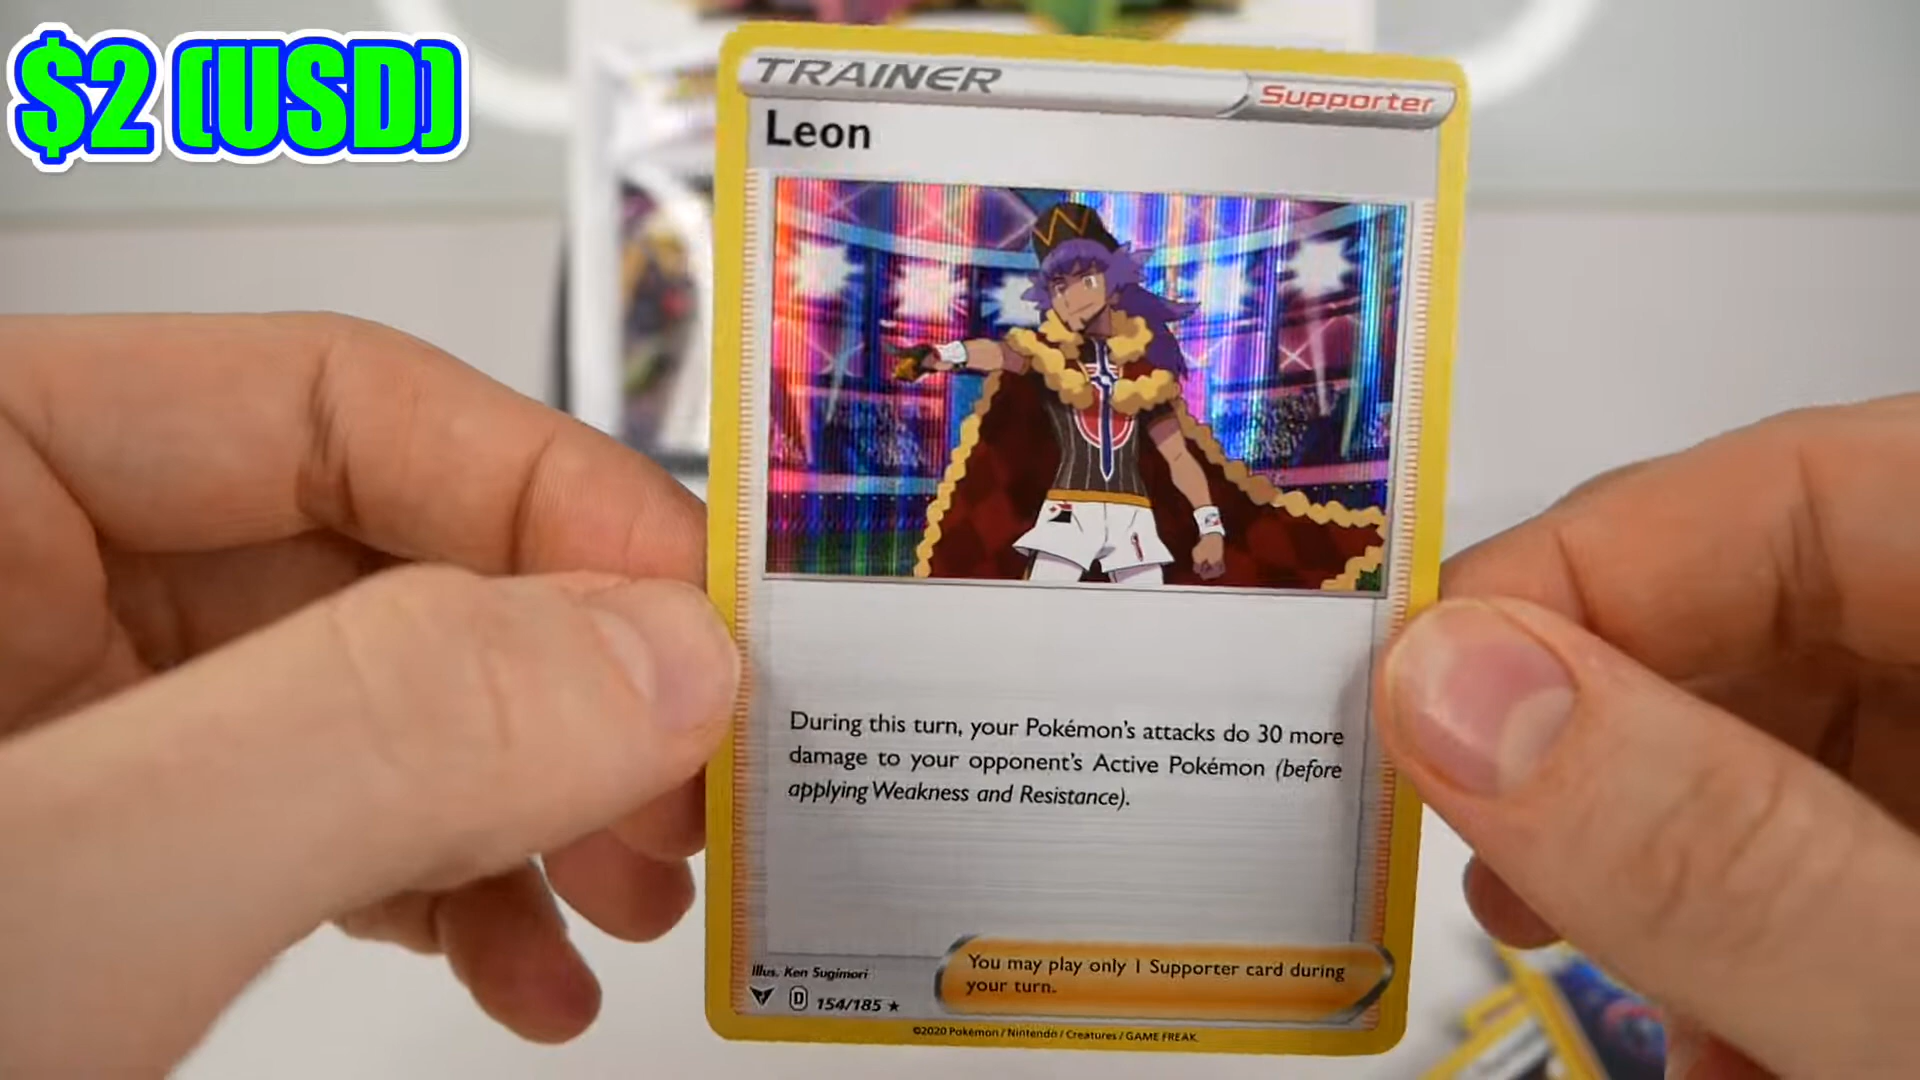 $2 (USD)
TRAINER
Supporter
Leon
During this turn, your Pokémon's attacks do 30 more
damage to your opponent's Active Pokémon (before
applying Weakness and Resistance).
Illus. Ken Sugimori
D 154/185 ★
You may play only 1 Supporter card during
your turn.
©2020 Pokémon / Nintendo / Creatures / GAME FREAK